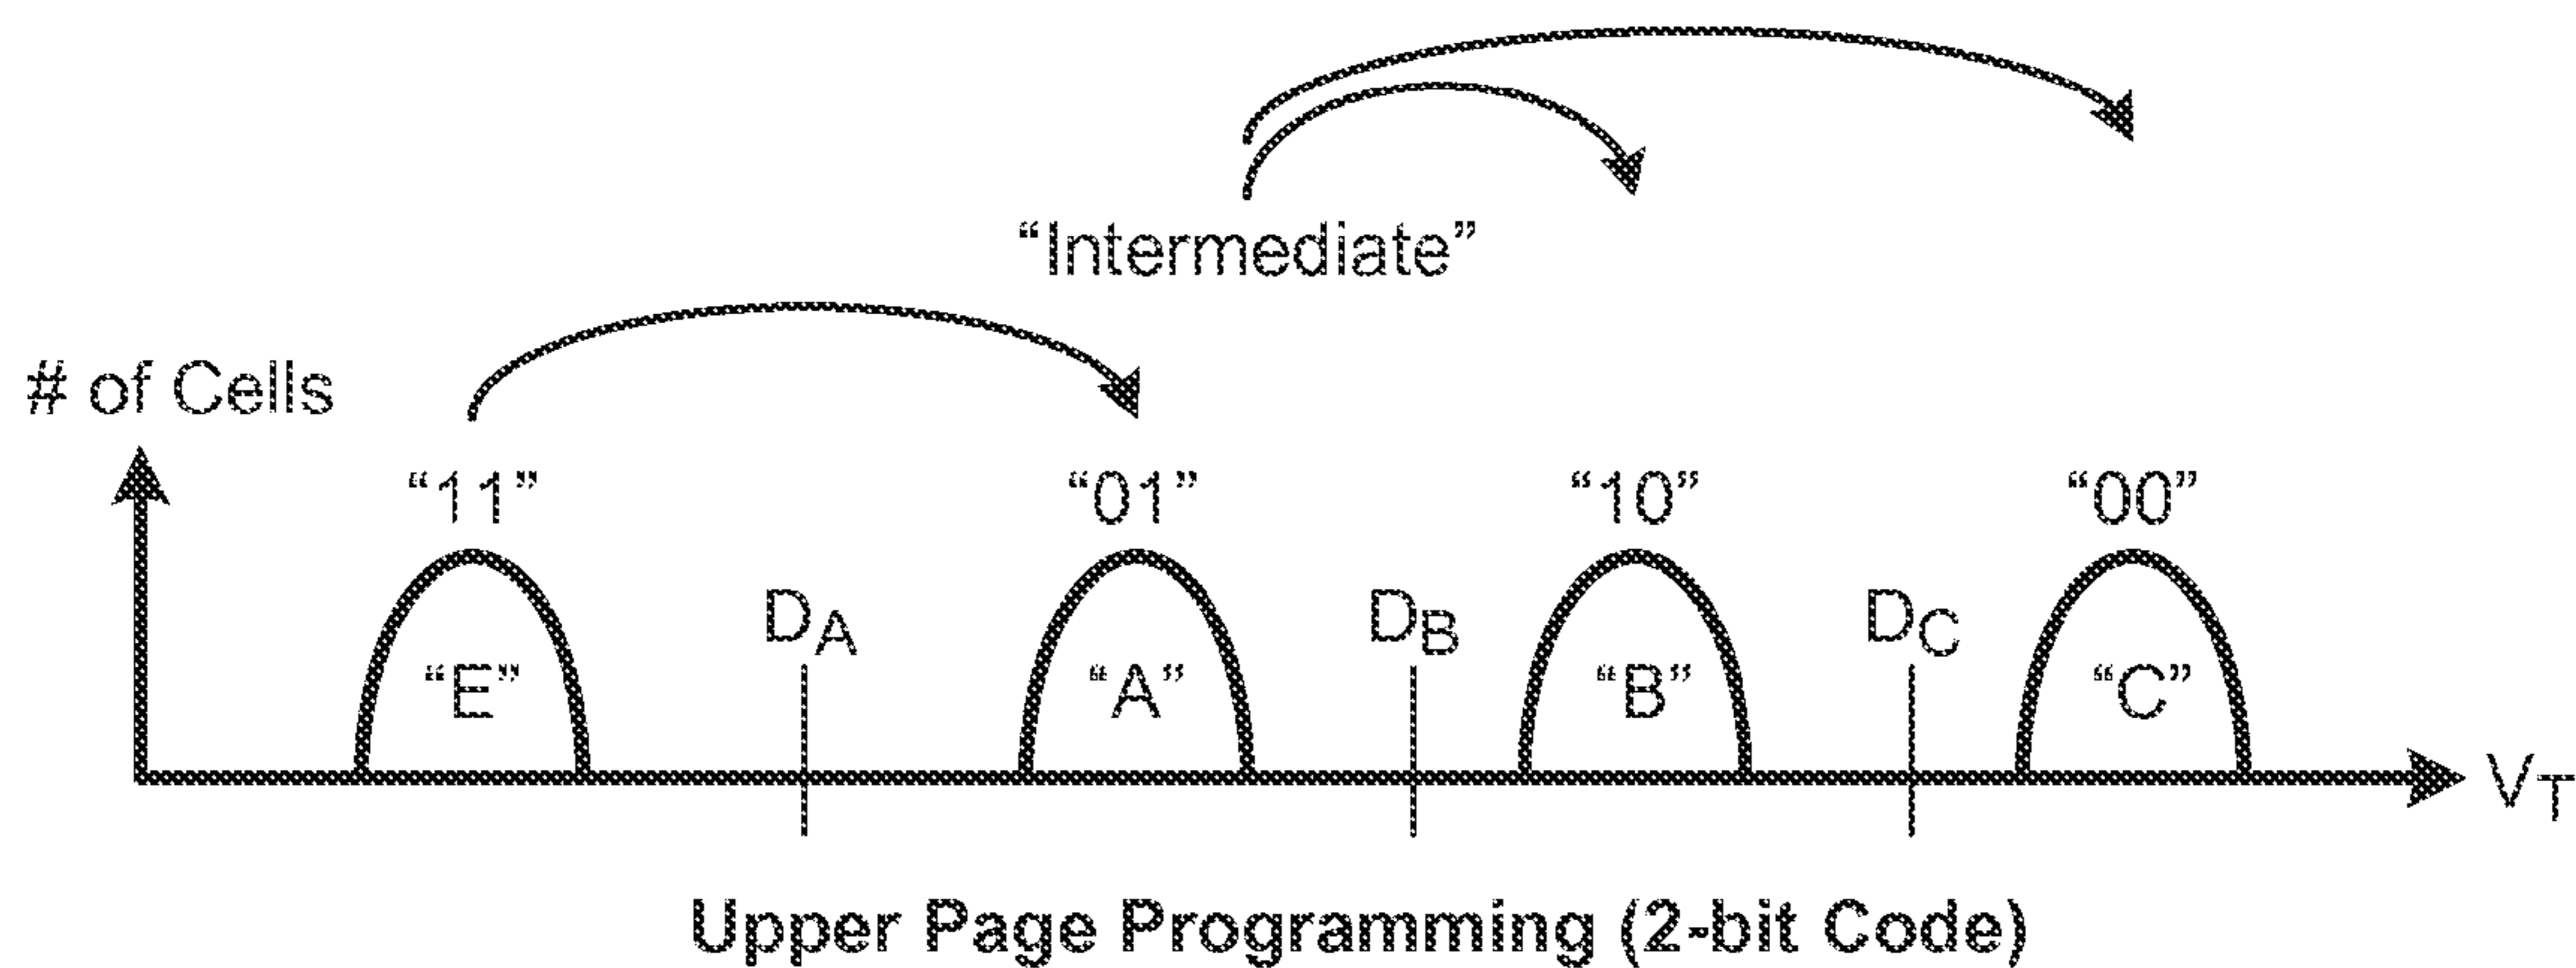 “Intermediate”
# of Cells
“11” “01” “10” “00”
DA DB DC
“E” “A” “B” “C”
VT
Upper Page Programming (2-bit Code)